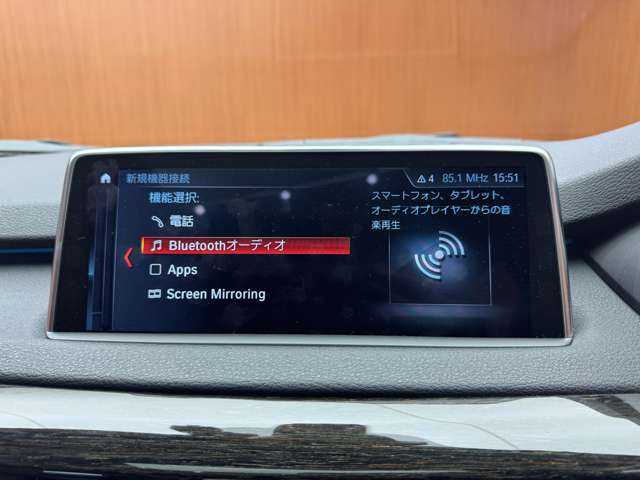 新規機器接続
4 85.1 MHz 15:51
機能選択:
電話
Bluetoothオーディオ
Apps
Screen Mirroring
スマートフォン、タブレット、
オーディオプレイヤーからの音
楽再生